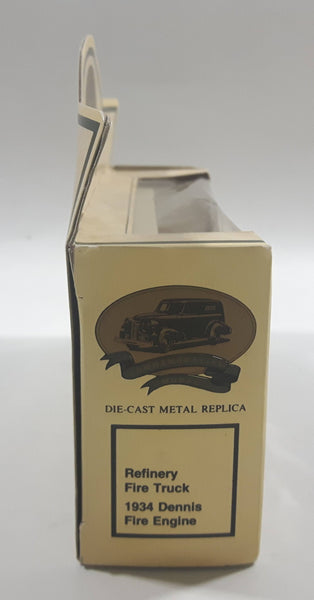 DIE-CAST METAL REPLICA
Refinery
Fire Truck
1934 Dennis
Fire Engine